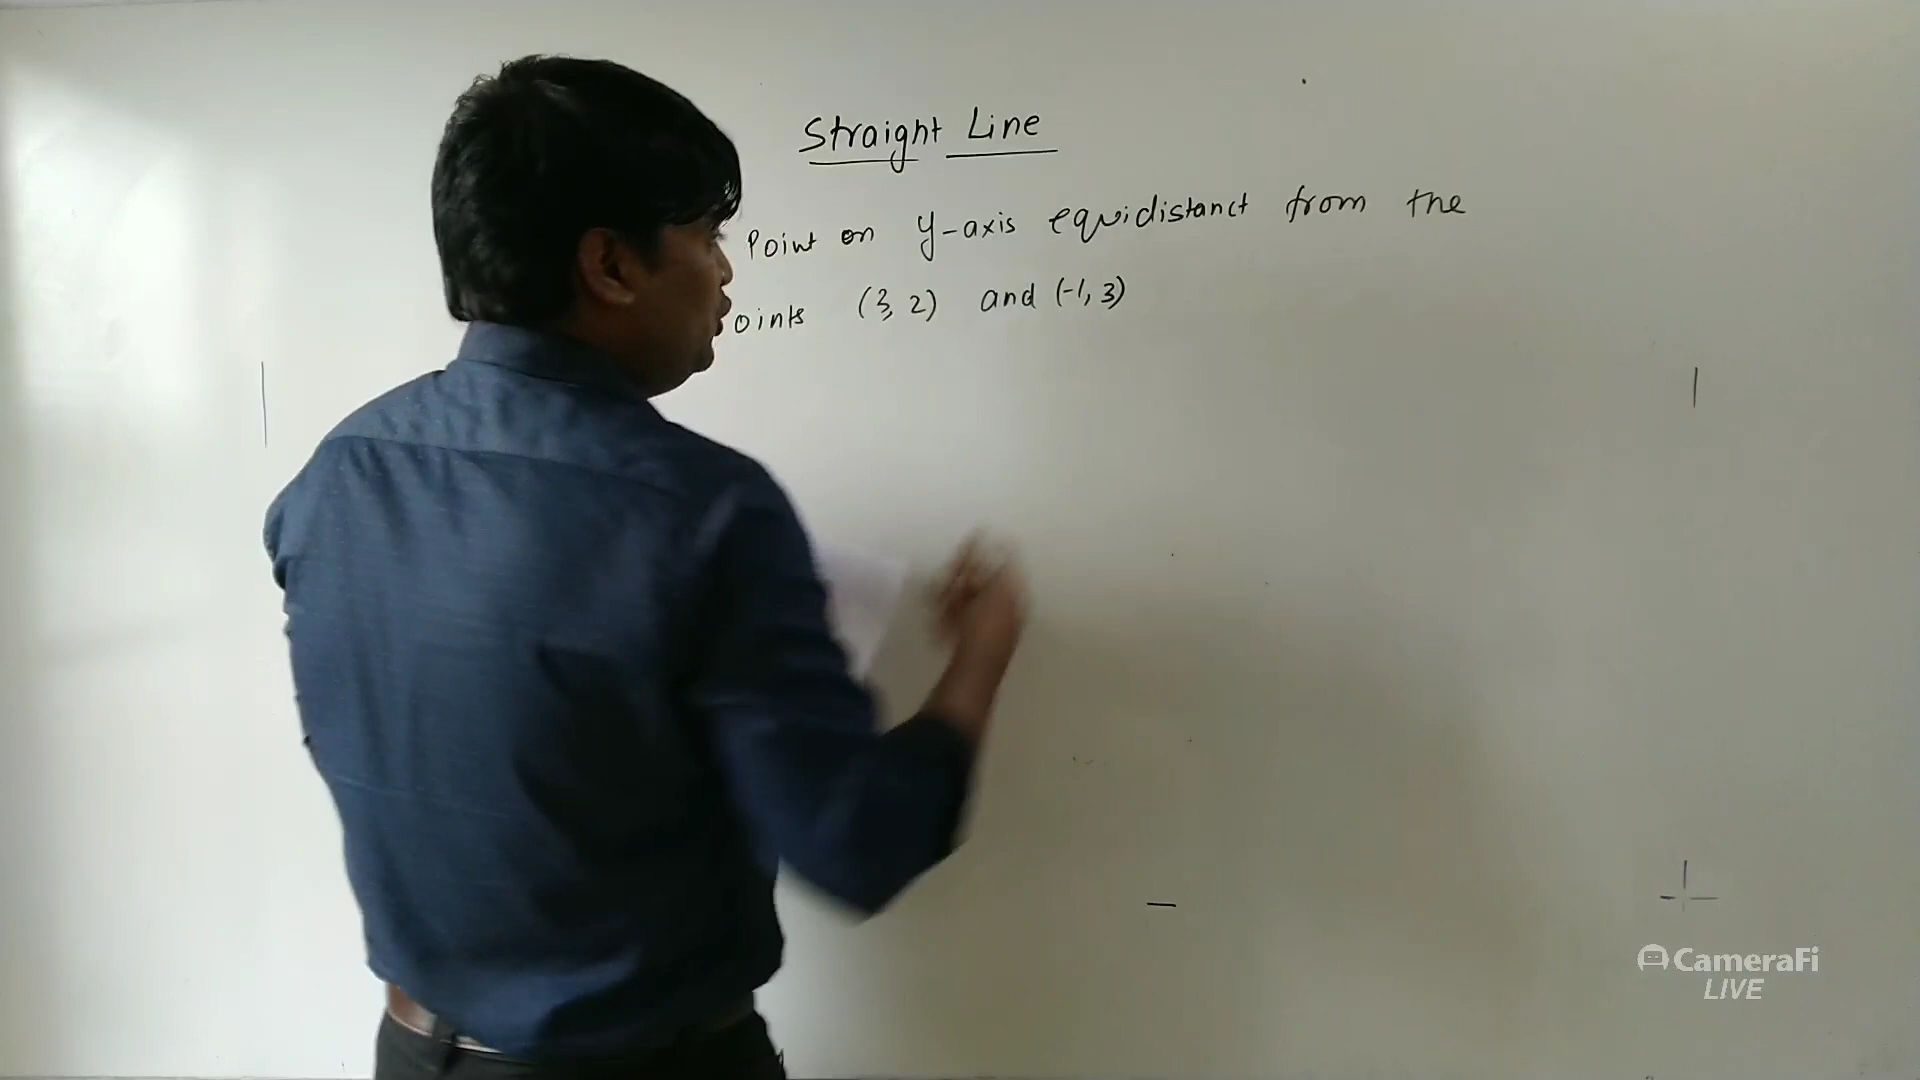 Straight Line
Point on y-axis equidistanct from the
oints (3, 2) and (-1, 3)
CameraFi
LIVE